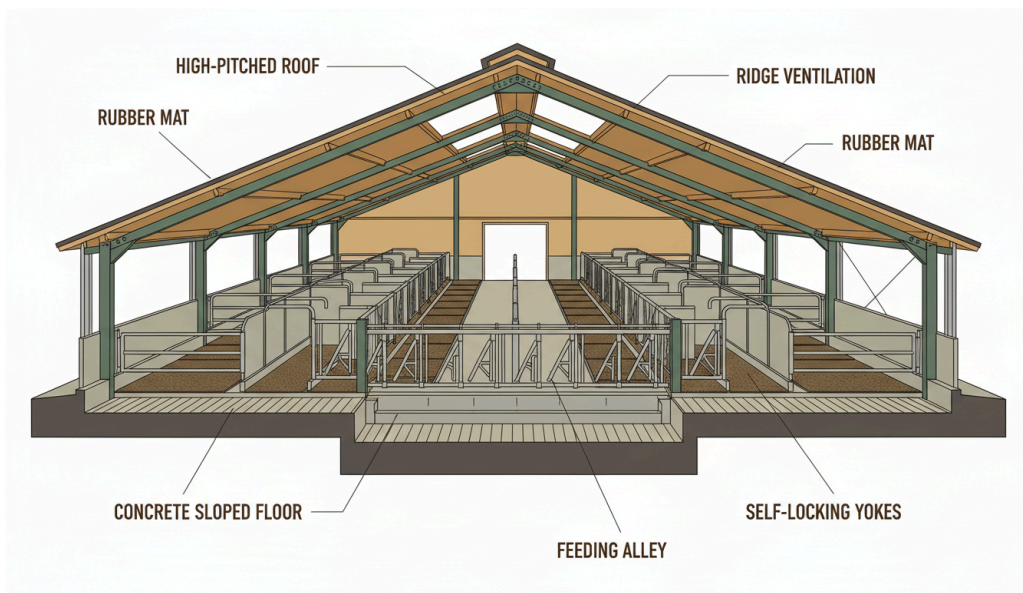 HIGH-PITCHED ROOF
RIDGE VENTILATION
RUBBER MAT
RUBBER MAT
CONCRETE SLOPED FLOOR
SELF-LOCKING YOKES
FEEDING ALLEY